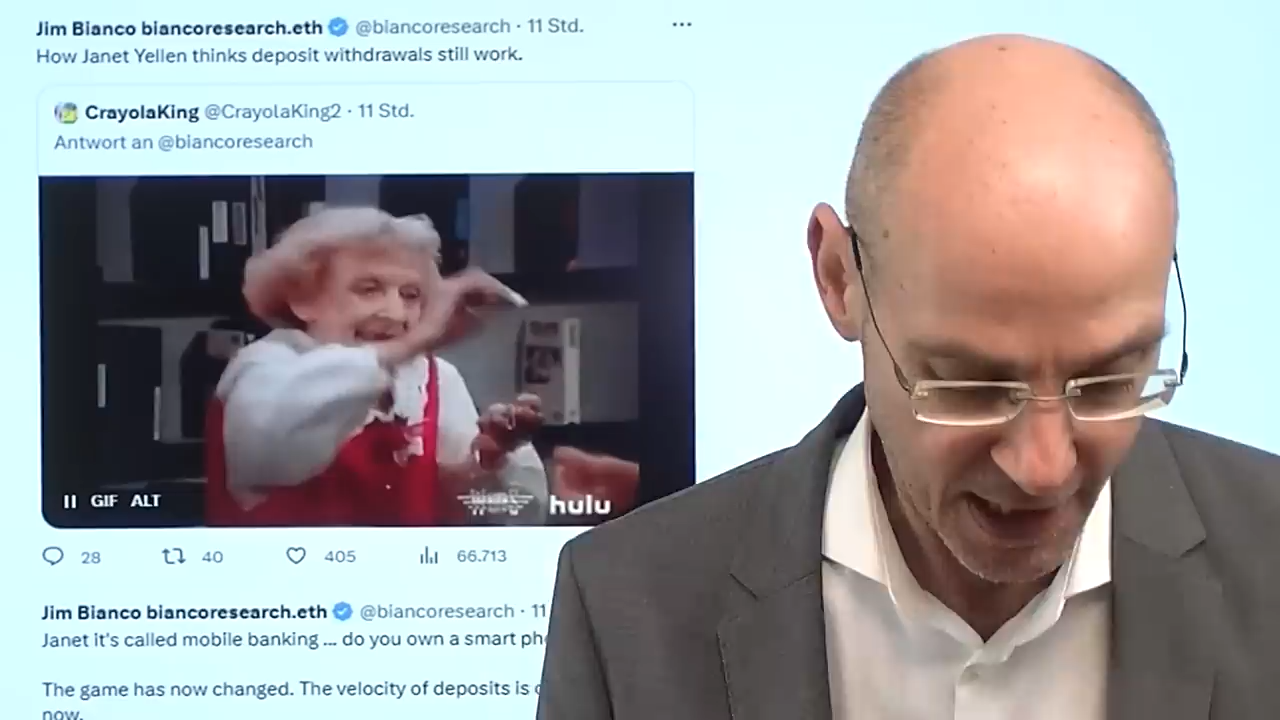 Jim Bianco biancoresearch.eth @biancoresearch · 11 Std. ...
How Janet Yellen thinks deposit withdrawals still work.
CrayolaKing @CrayolaKing2 · 11 Std.
Antwort an @biancoresearch
GIF ALT
hulu
28 40 405 66.713
Jim Bianco biancoresearch.eth @biancoresearch · 11
Janet it's called mobile banking ... do you own a smart
The game has now changed. The velocity of deposits is
now.